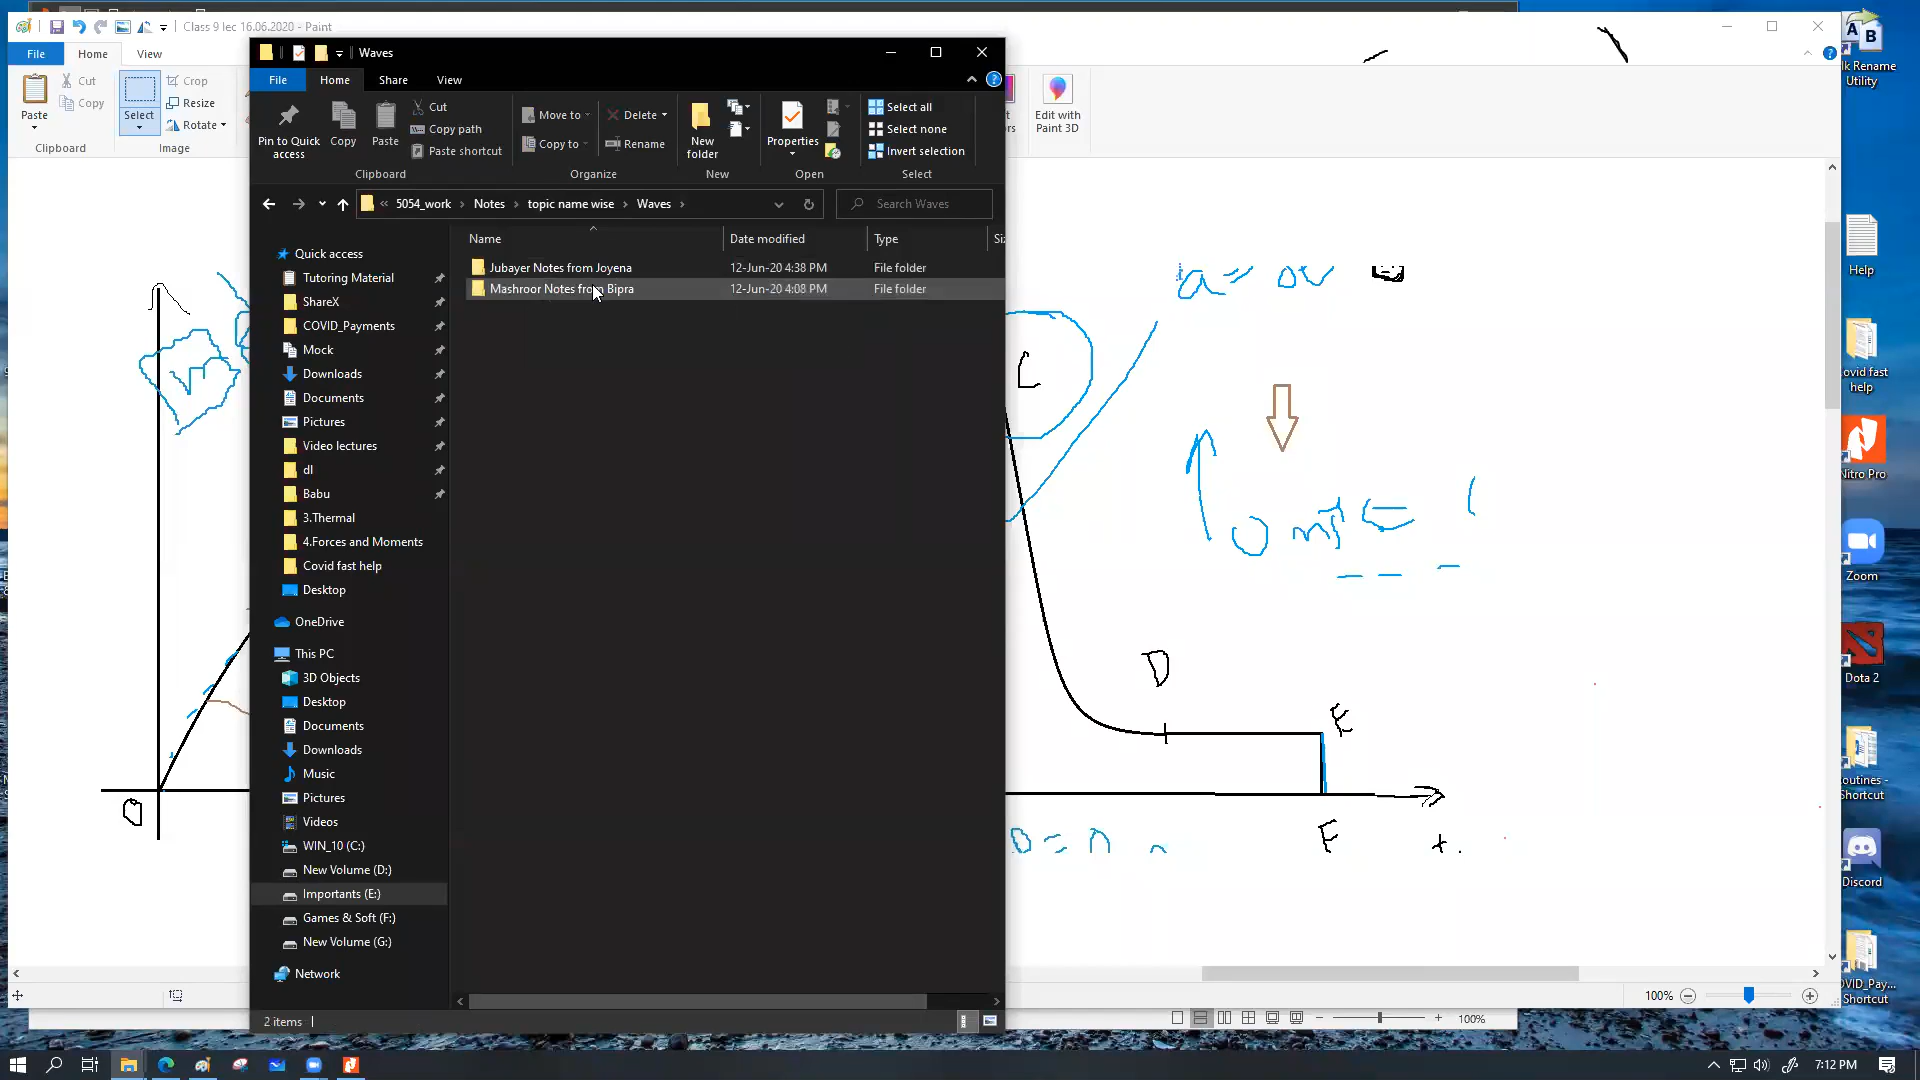 Class 9 lec 16.06.2020 - Paint
File Home View
Paste
Cut
Copy
Clipboard
Select
Crop
Resize
Rotate
Image
Edit with
Paint 3D
Waves
File Home Share View
Pin to Quick
access
Copy
Paste
Cut
Copy path
Paste shortcut
Clipboard
Move to
Copy to
Delete
Rename
Organize
New
folder
New
Properties
Open
Select all
Select none
Invert selection
Select
5054_work Notes topic name wise Waves
Search Waves
Name Date modified Type
Jubayer Notes from Joyena 12-Jun-20 4:38 PM File folder
Mashroor Notes from Bipra 12-Jun-20 4:08 PM File folder
Quick access
Tutoring Material
ShareX
COVID_Payments
Mock
Downloads
Documents
Pictures
Video lectures
dl
Babu
3.Thermal
4.Forces and Moments
Covid fast help
Desktop
OneDrive
This PC
3D Objects
Desktop
Documents
Downloads
Music
Pictures
Videos
WIN_10 (C:)
New Volume (D:)
Importants (E:)
Games & Soft (F:)
New Volume (G:)
Network
2 items
O
C
D
E
F
100%
100%
Utility
Help
help
Nitro Pro
Zoom
Dota 2
Shortcut
Discord
Shortcut
7:12 PM